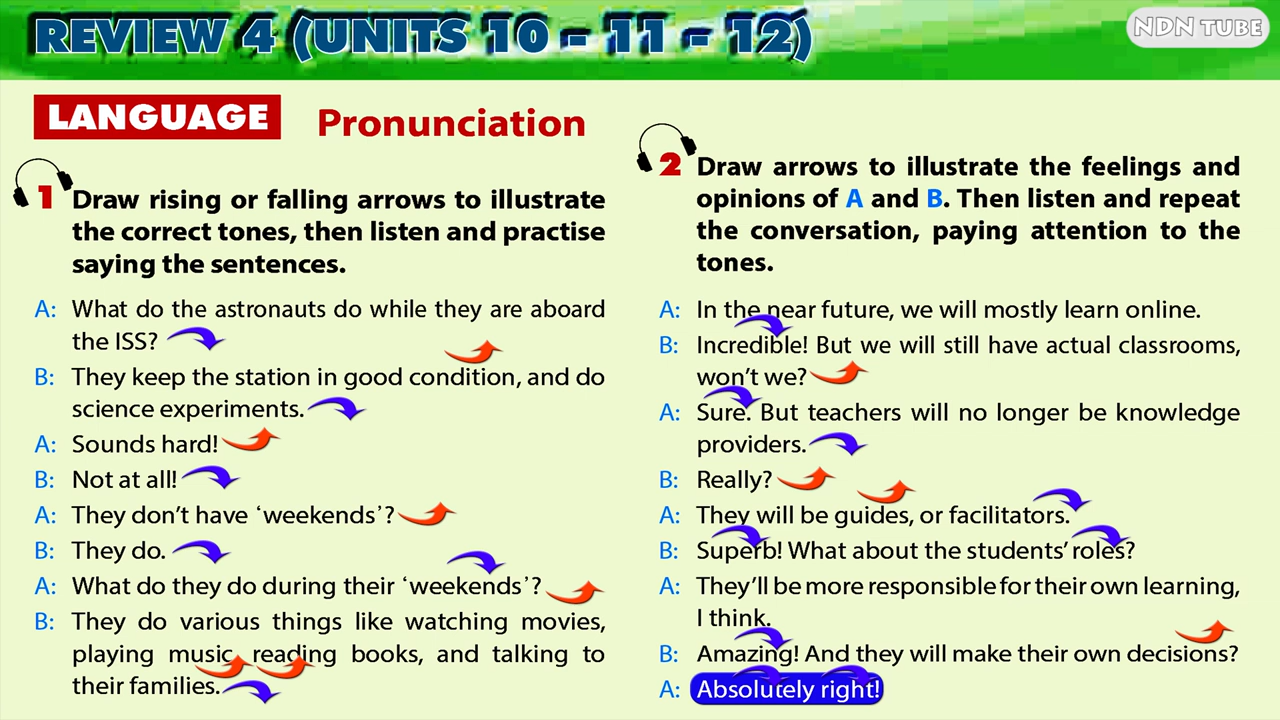 REVIEW 4 (UNITS 10 - 11 - 12)
NDN TUBE
LANGUAGE Pronunciation
1 Draw rising or falling arrows to illustrate
the correct tones, then listen and practise
saying the sentences.
A: What do the astronauts do while they are aboard
the ISS?
B: They keep the station in good condition, and do
science experiments.
A: Sounds hard!
B: Not at all!
A: They don't have ‘weekends’?
B: They do.
A: What do they do during their ‘weekends’?
B: They do various things like watching movies,
playing music, reading books, and talking to
their families.
2 Draw arrows to illustrate the feelings and
opinions of A and B. Then listen and repeat
the conversation, paying attention to the
tones.
A: In the near future, we will mostly learn online.
B: Incredible! But we will still have actual classrooms,
won't we?
A: Sure. But teachers will no longer be knowledge
providers.
B: Really?
A: They will be guides, or facilitators.
B: Superb! What about the students' roles?
A: They'll be more responsible for their own learning,
I think.
B: Amazing! And they will make their own decisions?
A: Absolutely right!